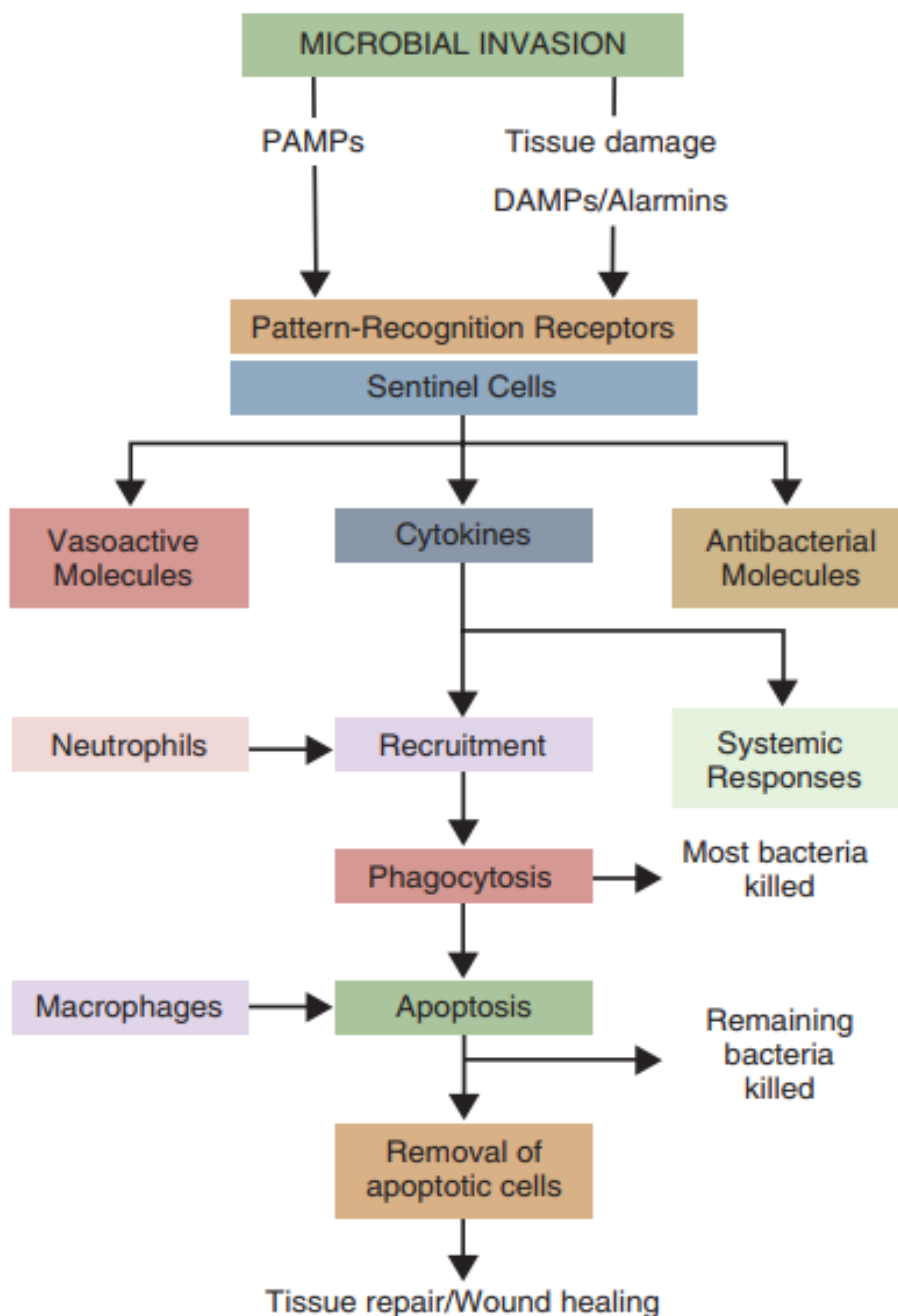 MICROBIAL INVASION
PAMPs
Tissue damage
DAMPs/Alarmins
Pattern-Recognition Receptors
Sentinel Cells
Vasoactive
Molecules
Cytokines
Antibacterial
Molecules
Neutrophils
Recruitment
Systemic
Responses
Phagocytosis
Most bacteria
killed
Macrophages
Apoptosis
Remaining
bacteria
killed
Removal of
apoptotic cells
Tissue repair/Wound healing